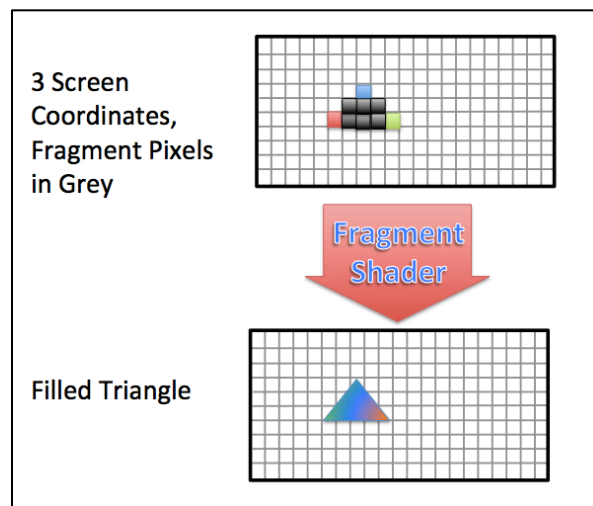 3 Screen
Coordinates,
Fragment Pixels
in Grey
Fragment
Shader
Filled Triangle